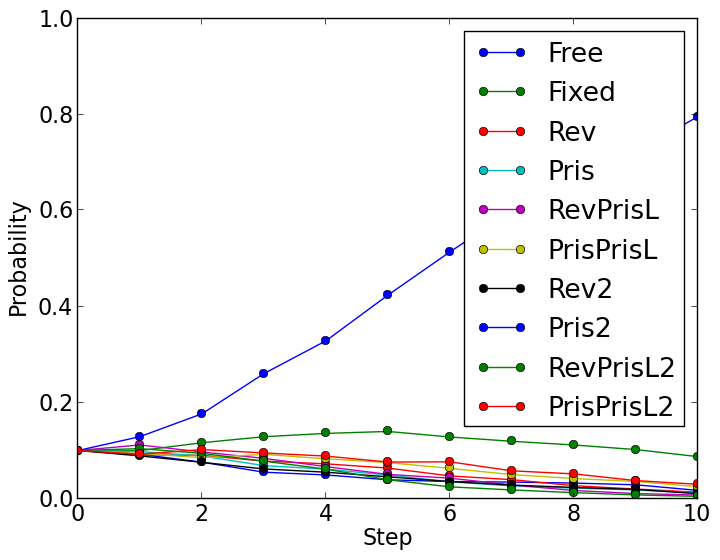 1.0
0.8
0.6
0.4
0.2
0.0
Probability
0 2 4 6 8 10
Step
Free
Fixed
Rev
Pris
RevPrisL
PrisPrisL
Rev2
Pris2
RevPrisL2
PrisPrisL2